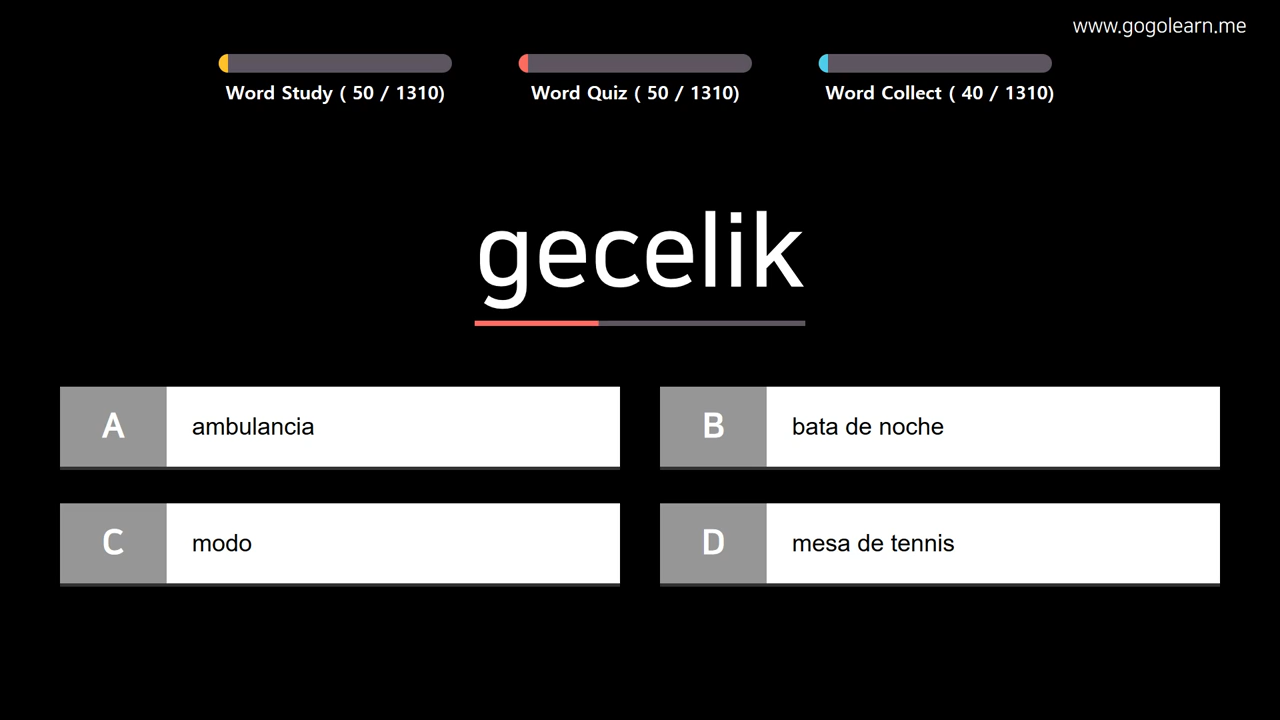 www.gogolearn.me
Word Study ( 50 / 1310)
Word Quiz ( 50 / 1310)
Word Collect ( 40 / 1310)
gecelik
A
ambulancia
B
bata de noche
C
modo
D
mesa de tennis